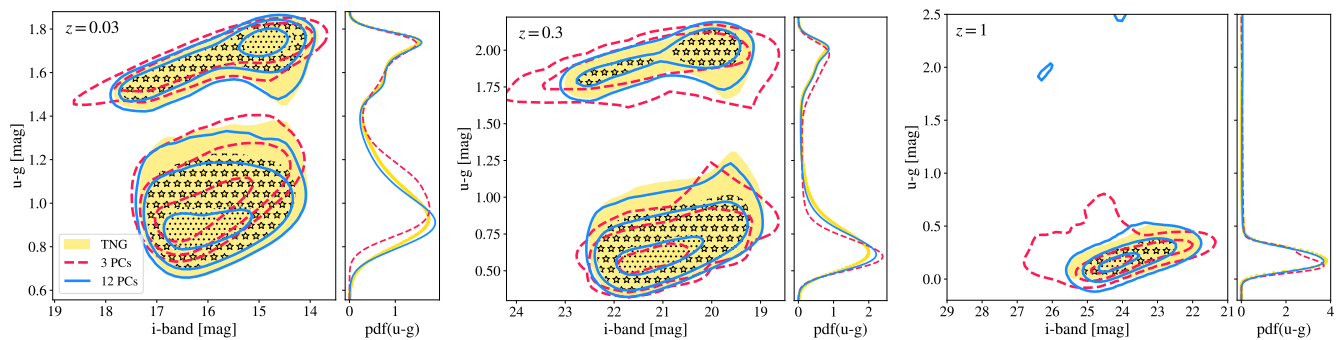 z = 0.03
u-g [mag]
1.8
1.6
1.4
1.2
1.0
0.8
0.6
TNG
3 PCs
12 PCs
19 18 17 16 15 14
i-band [mag]
0 1
pdf(u-g)
z = 0.3
u-g [mag]
2.00
1.75
1.50
1.25
1.00
0.75
0.50
24 23 22 21 20 19
i-band [mag]
0 1 2
pdf(u-g)
z = 1
u-g [mag]
2.5
2.0
1.5
1.0
0.5
0.0
29 28 27 26 25 24 23 22 21
i-band [mag]
0 1 2 3 4
pdf(u-g)